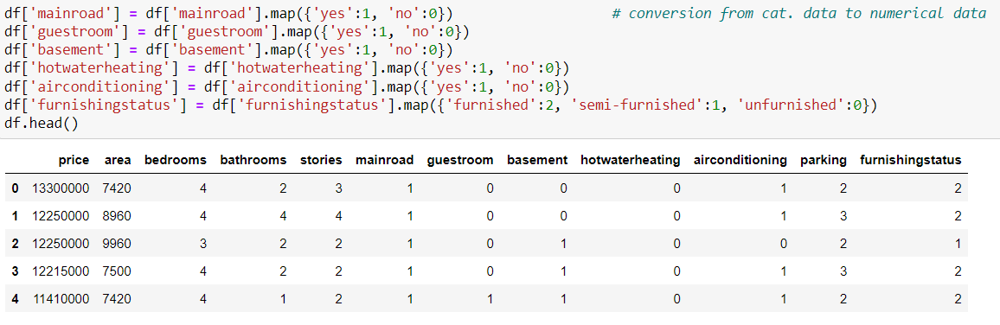 df['mainroad'] = df['mainroad'].map({'yes':1, 'no':0}) # conversion from cat. data to numerical data
df['guestroom'] = df['guestroom'].map({'yes':1, 'no':0})
df['basement'] = df['basement'].map({'yes':1, 'no':0})
df['hotwaterheating'] = df['hotwaterheating'].map({'yes':1, 'no':0})
df['airconditioning'] = df['airconditioning'].map({'yes':1, 'no':0})
df['furnishingstatus'] = df['furnishingstatus'].map({'furnished':2, 'semi-furnished':1, 'unfurnished':0})
df.head()
price area bedrooms bathrooms stories mainroad guestroom basement hotwaterheating airconditioning parking furnishingstatus
0 13300000 7420 4 2 3 1 0 0 0 1 2 2
1 12250000 8960 4 4 4 1 0 0 0 1 3 2
2 12250000 9960 3 2 2 1 0 1 0 0 2 1
3 12215000 7500 4 2 2 1 0 1 0 1 3 2
4 11410000 7420 4 1 2 1 1 1 0 1 2 2